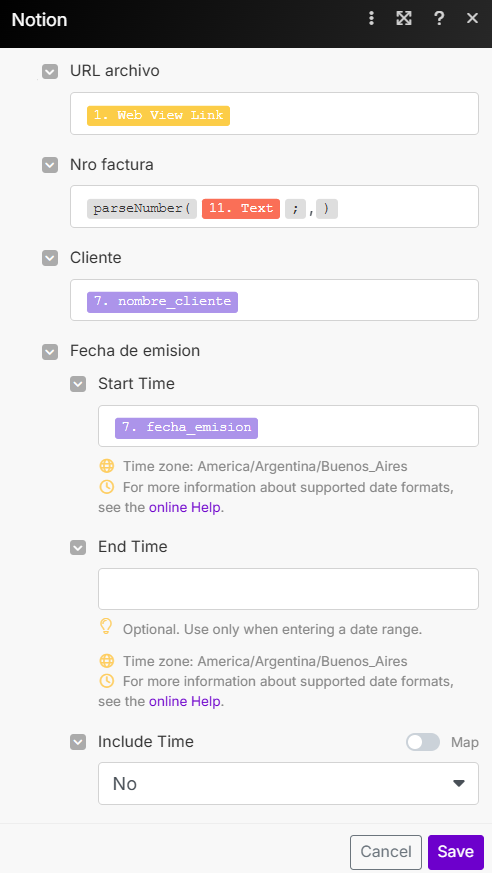 Notion
URL archivo
1. Web View Link
Nro factura
parseNumber( 11. Text ; , )
Cliente
7. nombre_cliente
Fecha de emision
Start Time
7. fecha_emision
Time zone: America/Argentina/Buenos_Aires
For more information about supported date formats,
see the online Help.
End Time
Optional. Use only when entering a date range.
Time zone: America/Argentina/Buenos_Aires
For more information about supported date formats,
see the online Help.
Include Time Map
No
Cancel Save